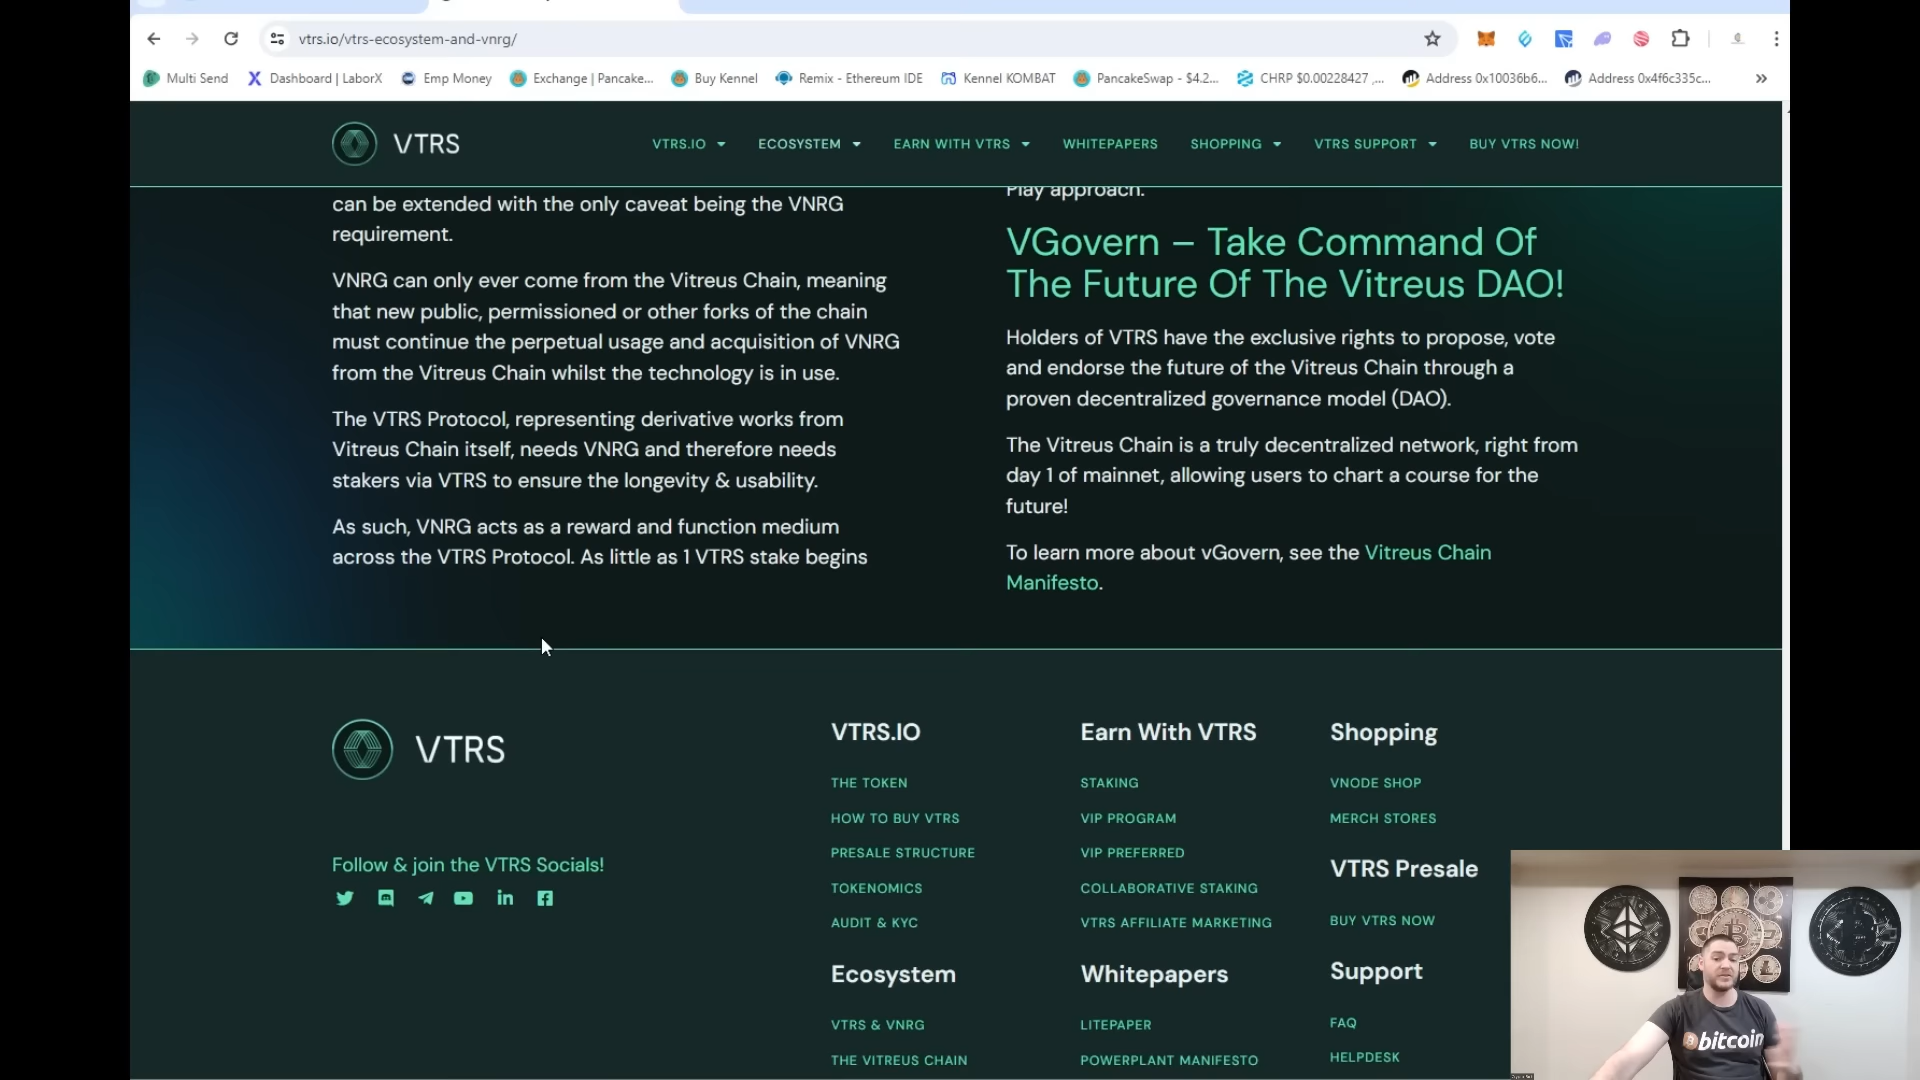 vtrs.io/vtrs-ecosystem-and-vnrg/
Multi Send
Dashboard | LaborX
Emp Money
Exchange | Pancake...
Buy Kennel
Remix - Ethereum IDE
Kennel KOMBAT
PancakeSwap - $4.2...
CHRP $0.00228427 ,...
Address 0x10036b6...
Address 0x4f6c335c...
VTRS
VTRS.IO
ECOSYSTEM
EARN WITH VTRS
WHITEPAPERS
SHOPPING
VTRS SUPPORT
BUY VTRS NOW!
can be extended with the only caveat being the VNRG
requirement.
VNRG can only ever come from the Vitreus Chain, meaning
that new public, permissioned or other forks of the chain
must continue the perpetual usage and acquisition of VNRG
from the Vitreus Chain whilst the technology is in use.
The VTRS Protocol, representing derivative works from
Vitreus Chain itself, needs VNRG and therefore needs
stakers via VTRS to ensure the longevity & usability.
As such, VNRG acts as a reward and function medium
across the VTRS Protocol. As little as 1 VTRS stake begins
Play approach.
VGovern – Take Command Of
The Future Of The Vitreus DAO!
Holders of VTRS have the exclusive rights to propose, vote
and endorse the future of the Vitreus Chain through a
proven decentralized governance model (DAO).
The Vitreus Chain is a truly decentralized network, right from
day 1 of mainnet, allowing users to chart a course for the
future!
To learn more about vGovern, see the Vitreus Chain
Manifesto.
VTRS
Follow & join the VTRS Socials!
VTRS.IO
THE TOKEN
HOW TO BUY VTRS
PRESALE STRUCTURE
TOKENOMICS
AUDIT & KYC
Ecosystem
VTRS & VNRG
THE VITREUS CHAIN
Earn With VTRS
STAKING
VIP PROGRAM
VIP PREFERRED
COLLABORATIVE STAKING
VTRS AFFILIATE MARKETING
Whitepapers
LITEPAPER
POWERPLANT MANIFESTO
Shopping
VNODE SHOP
MERCH STORES
VTRS Presale
BUY VTRS NOW
Support
FAQ
HELPDESK
bitcoin